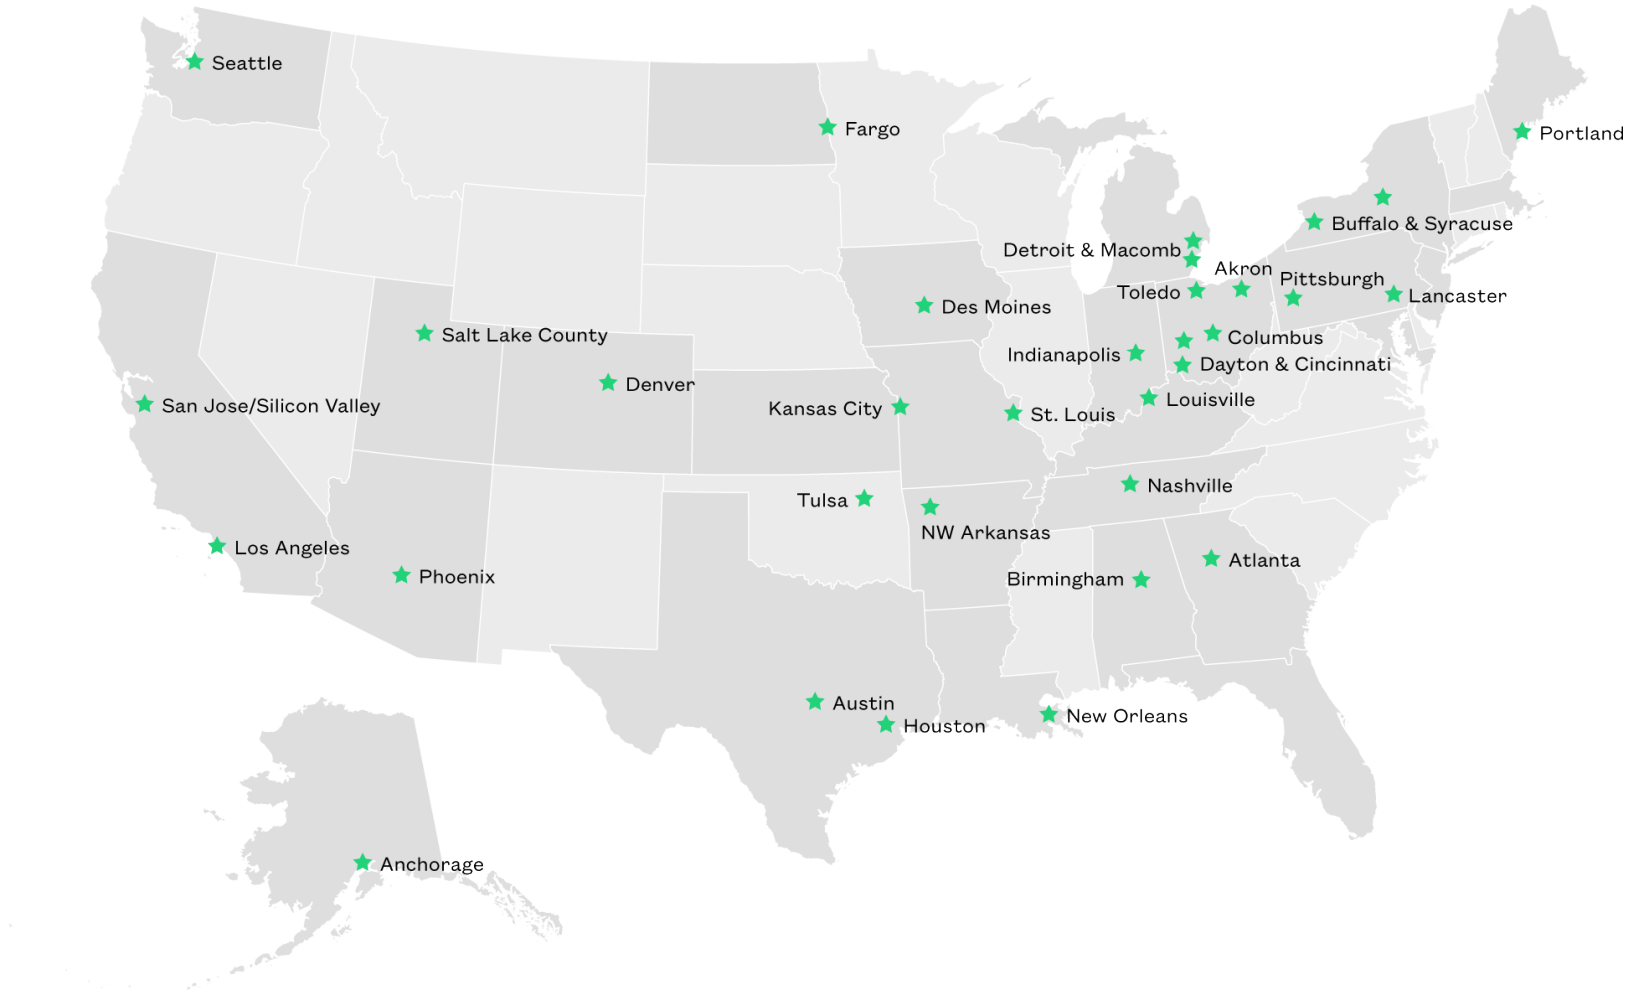 Seattle
Fargo
Portland
Buffalo & Syracuse
Detroit & Macomb
Akron
Pittsburgh
Toledo
Lancaster
Des Moines
Salt Lake County
Columbus
Indianapolis
Dayton & Cincinnati
Denver
Louisville
San Jose/Silicon Valley
Kansas City
St. Louis
Nashville
Tulsa
NW Arkansas
Los Angeles
Atlanta
Phoenix
Birmingham
Austin
New Orleans
Houston
Anchorage